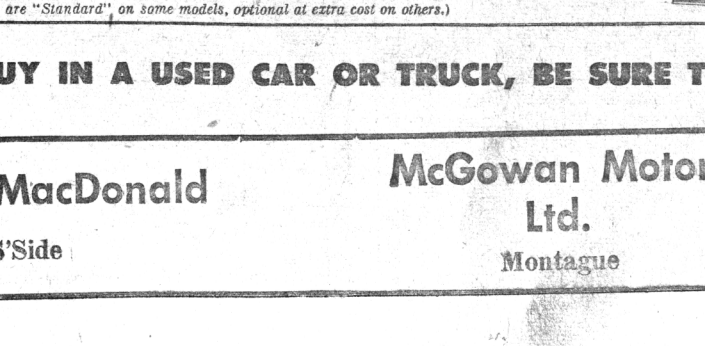 are "Standard", on some models, optional at extra cost on others.)
UY IN A USED CAR OR TRUCK, BE SURE T
MacDonald
S'Side
McGowan Motor
Ltd.
Montague